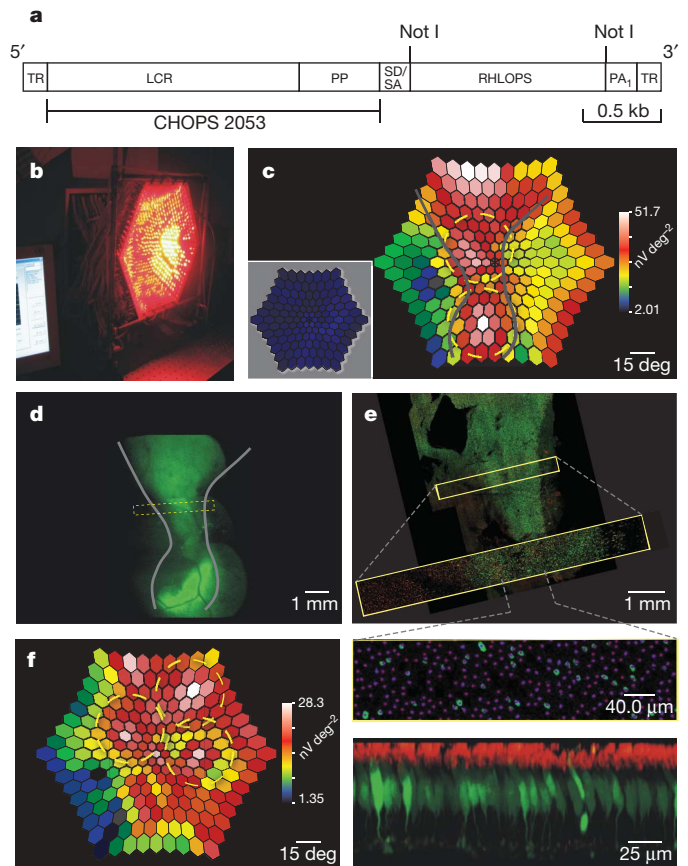 a
Not I Not I
5′ 3′
TR LCR PP SD/SA RHLOPS PA1 TR
CHOPS 2053
0.5 kb
b
c
51.7
nV deg−2
2.01
15 deg
d
1 mm
e
1 mm
40.0 μm
25 μm
f
28.3
nV deg−2
1.35
15 deg